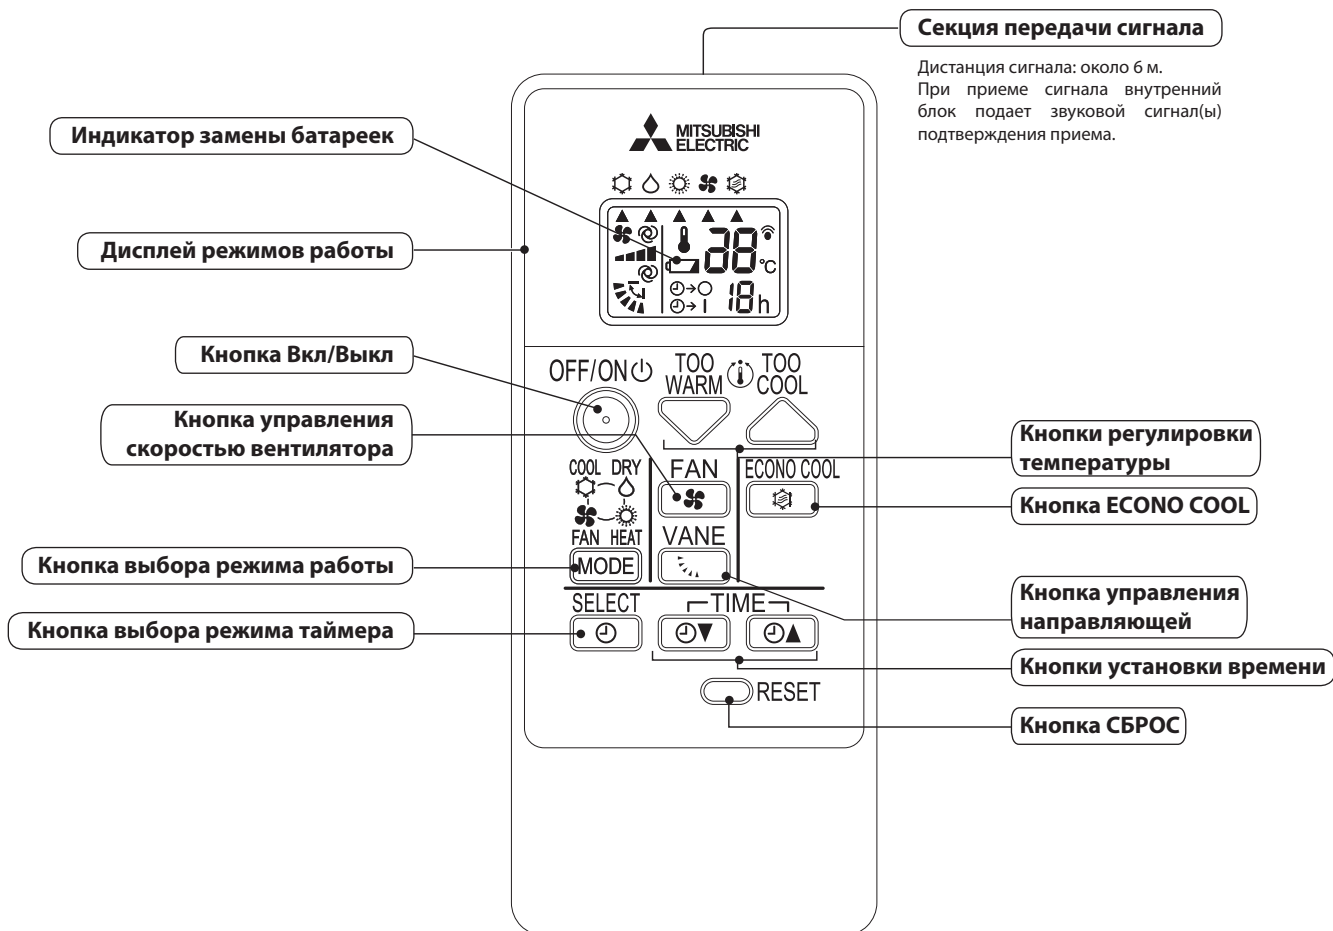 Секция передачи сигнала
Дистанция сигнала: около 6 м.
При приеме сигнала внутренний
блок подает звуковой сигнал(ы)
подтверждения приема.
Индикатор замены батареек
MITSUBISHI
ELECTRIC
38 °C
18h
Дисплей режимов работы
Кнопка Вкл/Выкл
OFF/ON
TOO
WARM
TOO
COOL
Кнопка управления
скоростью вентилятора
Кнопки регулировки
температуры
COOL DRY
FAN
ECONO COOL
Кнопка ECONO COOL
FAN HEAT
VANE
Кнопка выбора режима работы
MODE
Кнопка управления
направляющей
SELECT
TIME
Кнопка выбора режима таймера
Кнопки установки времени
RESET
Кнопка СБРОС